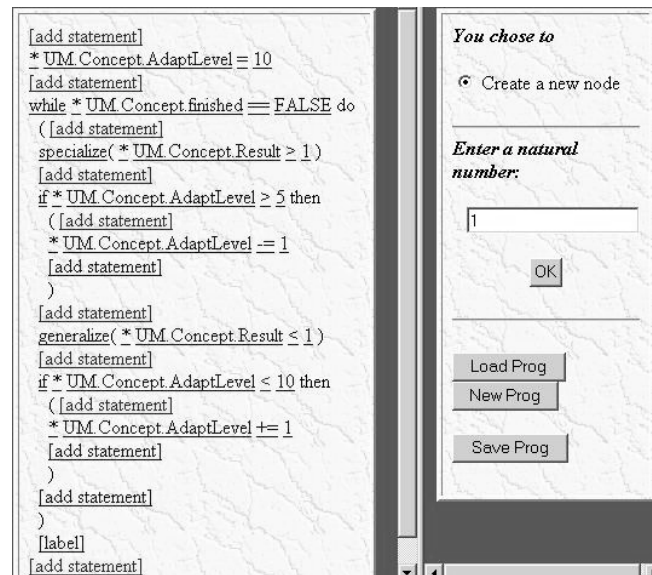 [add statement]
* UM.Concept.AdaptLevel = 10
[add statement]
while * UM.Concept.finished == FALSE do
( [add statement]
specialize( * UM.Concept.Result > 1 )
[add statement]
if * UM.Concept.AdaptLevel > 5 then
( [add statement]
* UM.Concept.AdaptLevel -= 1
[add statement]
)
[add statement]
generalize( * UM.Concept.Result < 1 )
[add statement]
if * UM.Concept.AdaptLevel < 10 then
( [add statement]
* UM.Concept.AdaptLevel += 1
[add statement]
)
[add statement]
)
[label]
[add statement]
You chose to
Create a new node
Enter a natural
number:
1
OK
Load Prog
New Prog
Save Prog